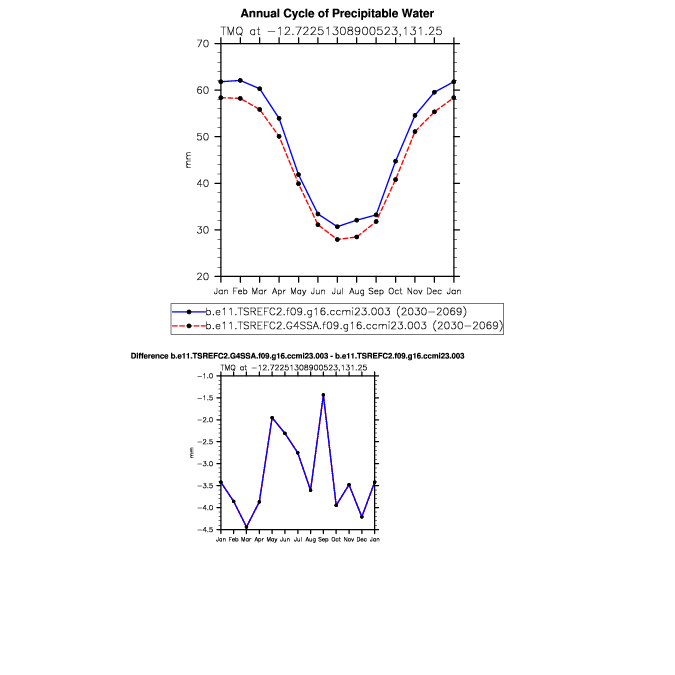 Annual Cycle of Precipitable Water
TMQ at −12.72251308900523,131.25
70
60
50
40
30
20
mm
Jan Feb Mar Apr May Jun Jul Aug Sep Oct Nov Dec Jan
b.e11.TSREFC2.f09.g16.ccmi23.003 (2030−2069)
b.e11.TSREFC2.G4SSA.f09.g16.ccmi23.003 (2030−2069)
Difference b.e11.TSREFC2.G4SSA.f09.g16.ccmi23.003 - b.e11.TSREFC2.f09.g16.ccmi23.003
TMQ at −12.72251308900523,131.25
−1.0
−1.5
−2.0
−2.5
−3.0
−3.5
−4.0
−4.5
mm
Jan Feb Mar Apr May Jun Jul Aug Sep Oct Nov Dec Jan